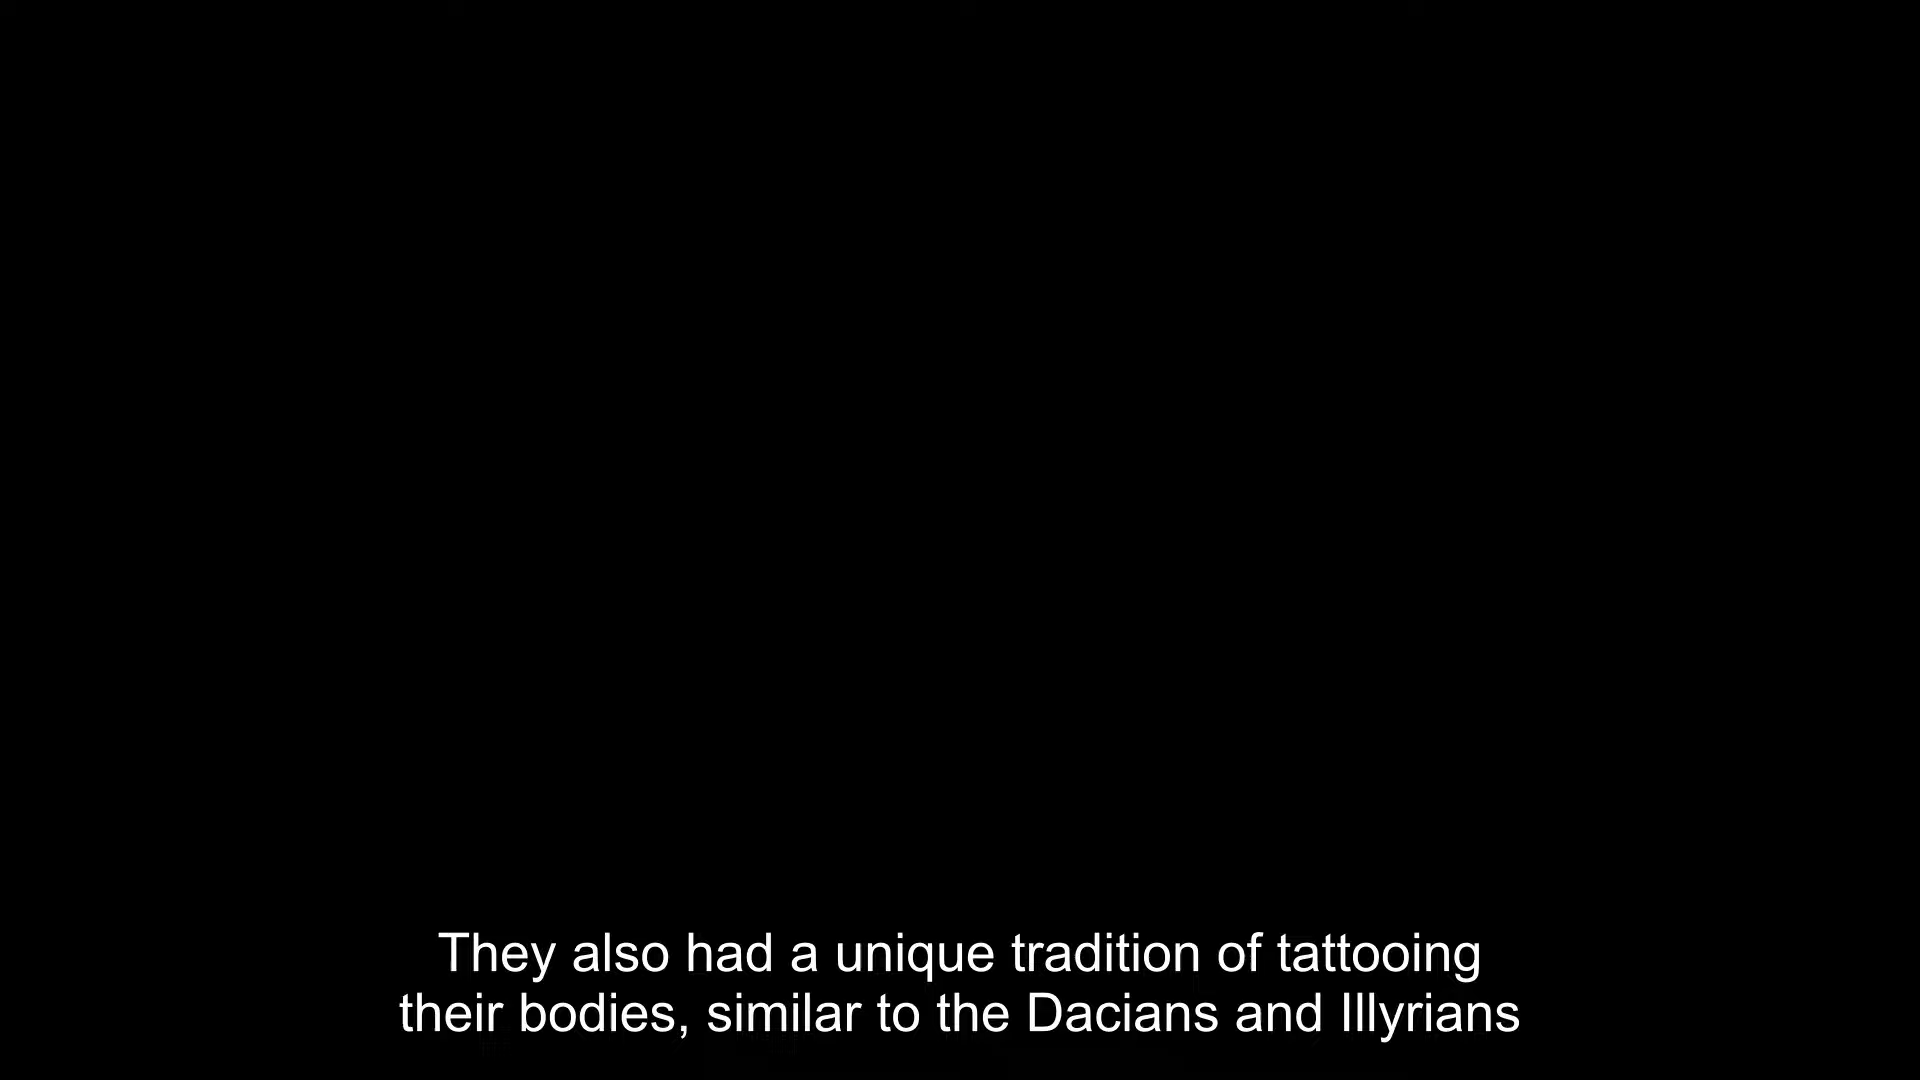 They also had a unique tradition of tattooing
their bodies, similar to the Dacians and Illyrians